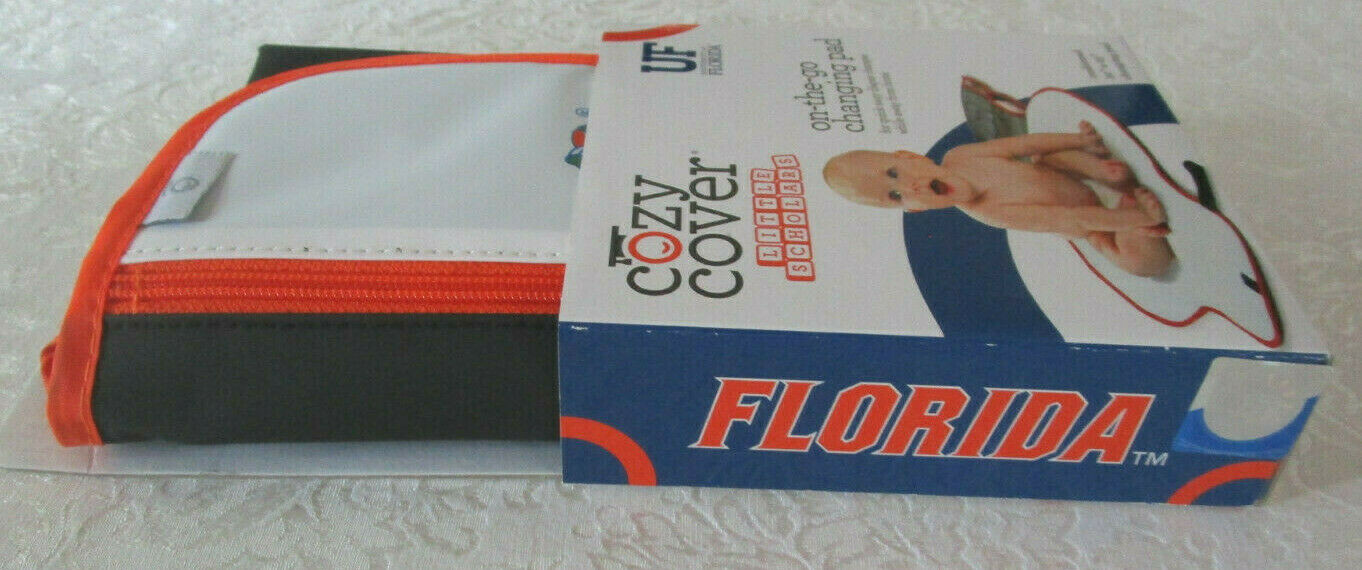 UF
FLORIDA
cozy
cover®
LITTLE
SCHOLARS
on-the-go
changing pad
®
FLORIDA™